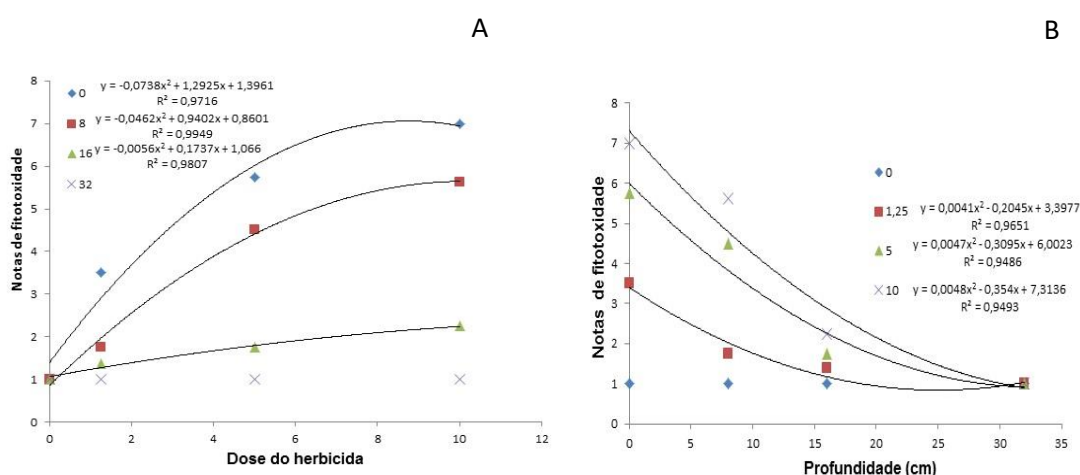 A
Notas de fitotoxidade
8
7
6
5
4
3
2
1
0
0 y = -0,0738x² + 1,2925x + 1,3961
R² = 0,9716
8 y = -0,0462x² + 0,9402x + 0,8601
R² = 0,9949
16 y = -0,0056x² + 0,1737x + 1,066
R² = 0,9807
32
0 2 4 6 8 10 12
Dose do herbicida
B
Notas de fitotoxidade
8
7
6
5
4
3
2
1
0
0
1,25 y = 0,0041x² - 0,2045x + 3,3977
R² = 0,9651
5 y = 0,0047x² - 0,3095x + 6,0023
R² = 0,9486
10 y = 0,0048x² - 0,354x + 7,3136
R² = 0,9493
0 5 10 15 20 25 30 35
Profundidade (cm)